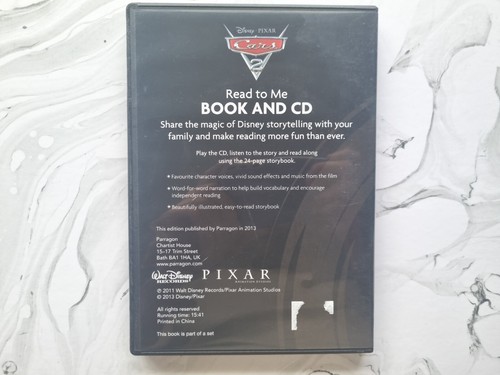 Disney · PIXAR
Cars
2
Read to Me
BOOK AND CD
Share the magic of Disney storytelling with your
family and make reading more fun than ever.
Play the CD, listen to the story and read along
using the 24-page storybook.
• Favourite character voices, vivid sound effects and music from the film
• Word-for-word narration to help build vocabulary and encourage
independent reading
• Beautifully illustrated, easy-to-read storybook
This edition published by Parragon in 2013
Parragon
Chartist House
15–17 Trim Street
Bath BA1 1HA, UK
www.parragon.com
Walt Disney
RECORDS
PIXAR
ANIMATION STUDIOS
© 2011 Walt Disney Records/Pixar Animation Studios
© 2013 Disney/Pixar
All rights reserved
Running time: 15:41
Printed in China
This book is part of a set